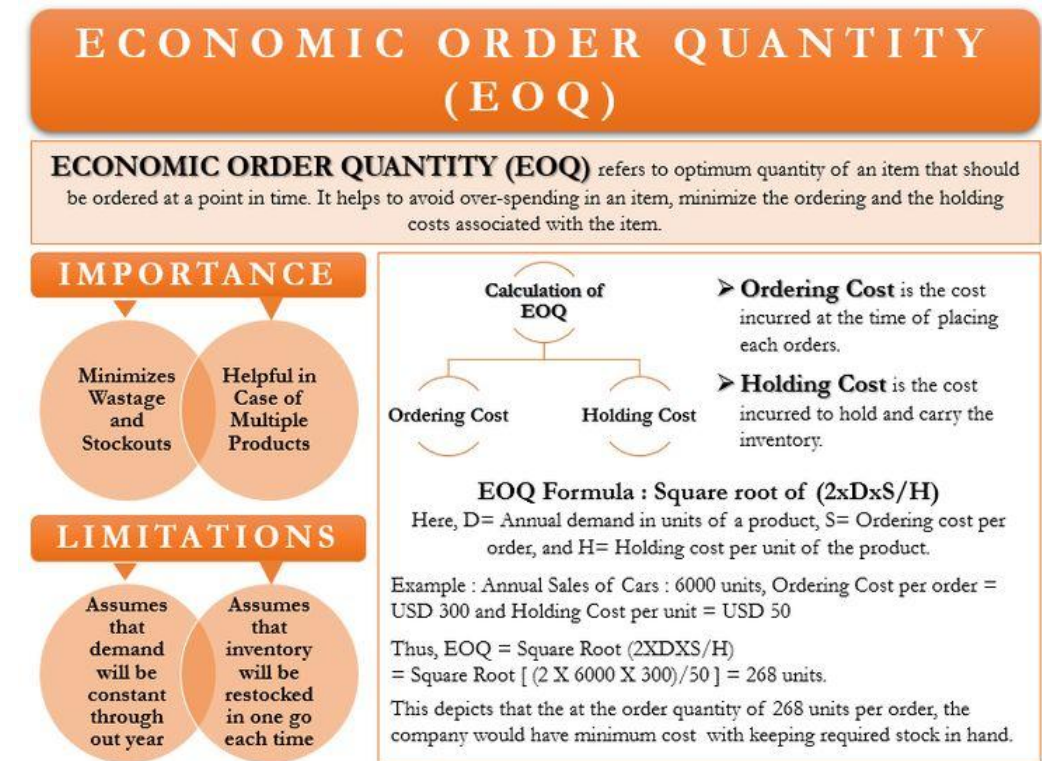 ECONOMIC ORDER QUANTITY
(EOQ)
ECONOMIC ORDER QUANTITY (EOQ) refers to optimum quantity of an item that should
be ordered at a point in time. It helps to avoid over-spending in an item, minimize the ordering and the holding
costs associated with the item.
IMPORTANCE
Minimizes
Wastage
and
Stockouts
Helpful in
Case of
Multiple
Products
LIMITATIONS
Assumes
that
demand
will be
constant
through
out year
Assumes
that
inventory
will be
restocked
in one go
each time
Calculation of
EOQ
Ordering Cost
Holding Cost
➢ Ordering Cost is the cost
incurred at the time of placing
each orders.
➢ Holding Cost is the cost
incurred to hold and carry the
inventory.
EOQ Formula : Square root of (2xDxS/H)
Here, D= Annual demand in units of a product, S= Ordering cost per
order, and H= Holding cost per unit of the product.
Example : Annual Sales of Cars : 6000 units, Ordering Cost per order =
USD 300 and Holding Cost per unit = USD 50
Thus, EOQ = Square Root (2XDXS/H)
= Square Root [ (2 X 6000 X 300)/50 ] = 268 units.
This depicts that the at the order quantity of 268 units per order, the
company would have minimum cost with keeping required stock in hand.